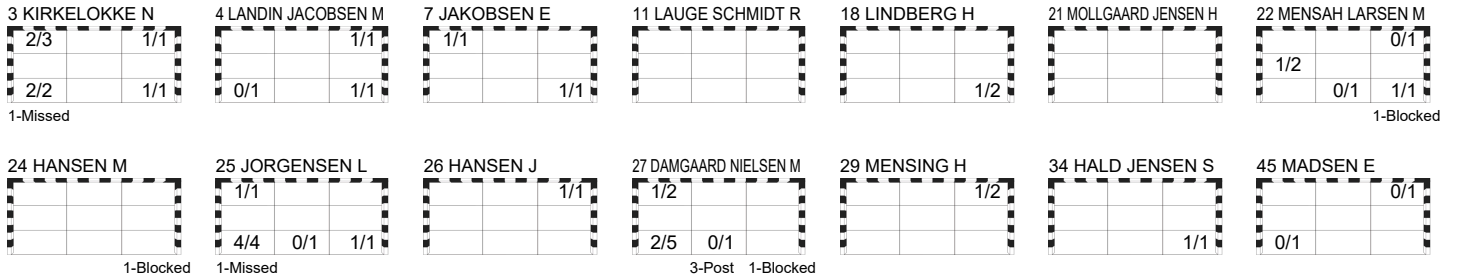 3 KIRKELOKKE N
2/3 1/1
2/2 1/1
1-Missed
4 LANDIN JACOBSEN M
1/1
0/1 1/1
7 JAKOBSEN E
1/1
1/1
11 LAUGE SCHMIDT R
18 LINDBERG H
1/2
21 MOLLGAARD JENSEN H
22 MENSAH LARSEN M
0/1
1/2
0/1 1/1
1-Blocked
24 HANSEN M
1-Blocked
25 JORGENSEN L
1/1
4/4 0/1 1/1
1-Missed
26 HANSEN J
1/1
27 DAMGAARD NIELSEN M
1/2
2/5 0/1
3-Post 1-Blocked
29 MENSING H
1/2
34 HALD JENSEN S
1/1
45 MADSEN E
0/1
0/1